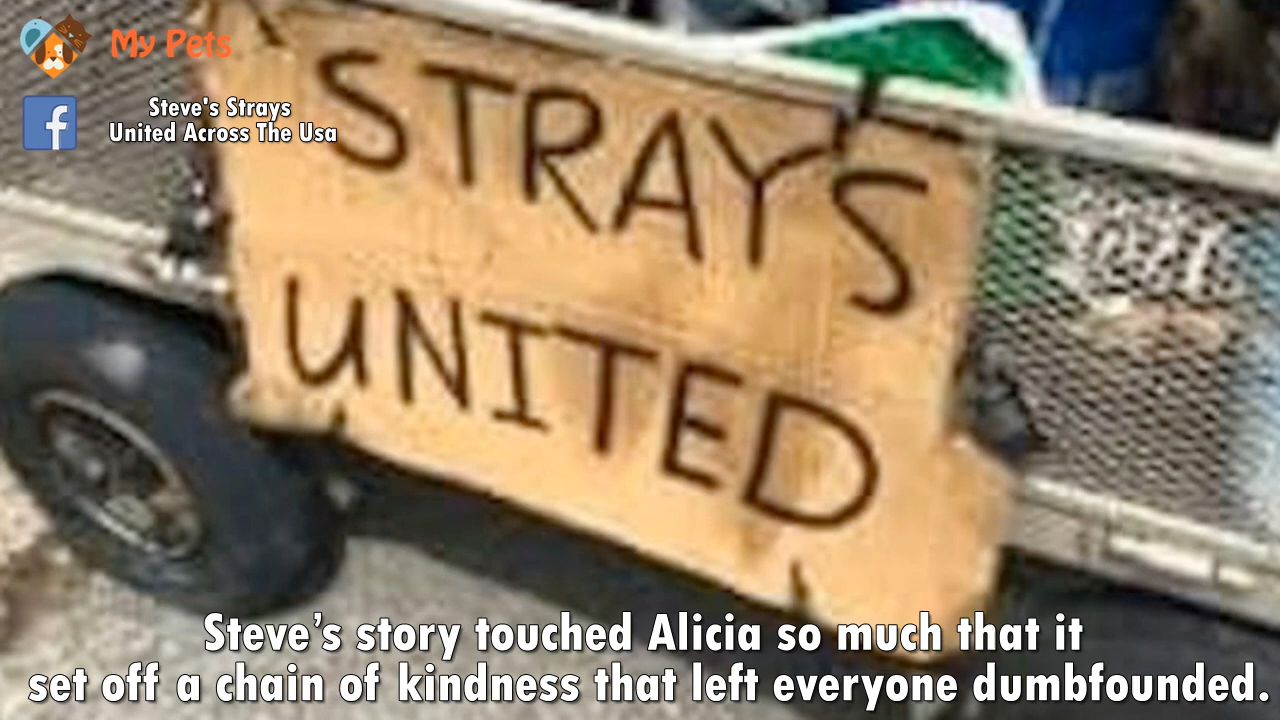 My Pets
Steve's Strays
United Across The Usa
STRAYS
UNITED
Steve’s story touched Alicia so much that it
set off a chain of kindness that left everyone dumbfounded.